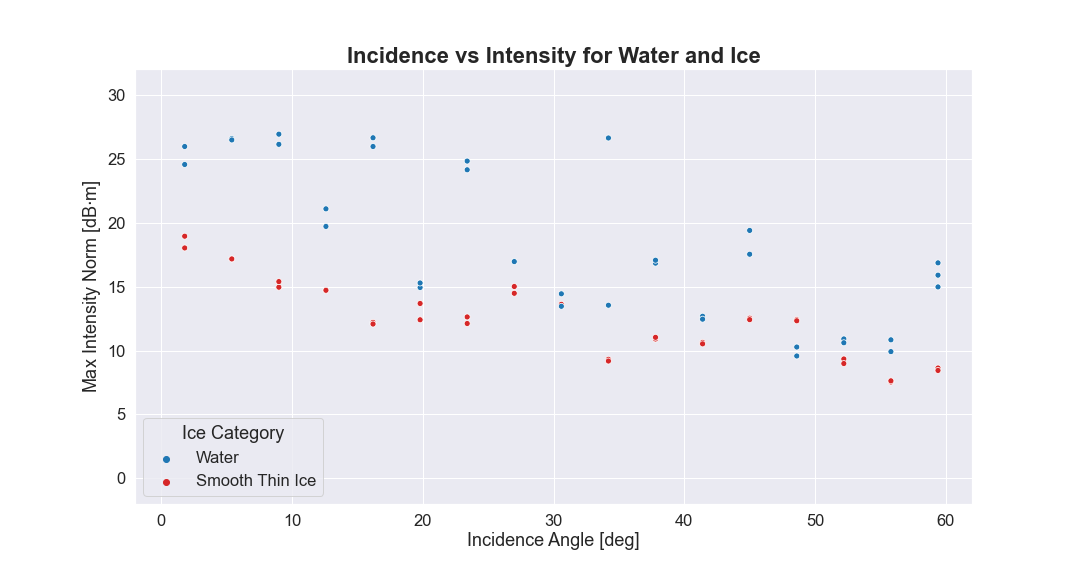 Incidence vs Intensity for Water and Ice
Max Intensity Norm [dB·m]
30
25
20
15
10
5
0
Ice Category
Water
Smooth Thin Ice
0 10 20 30 40 50 60
Incidence Angle [deg]